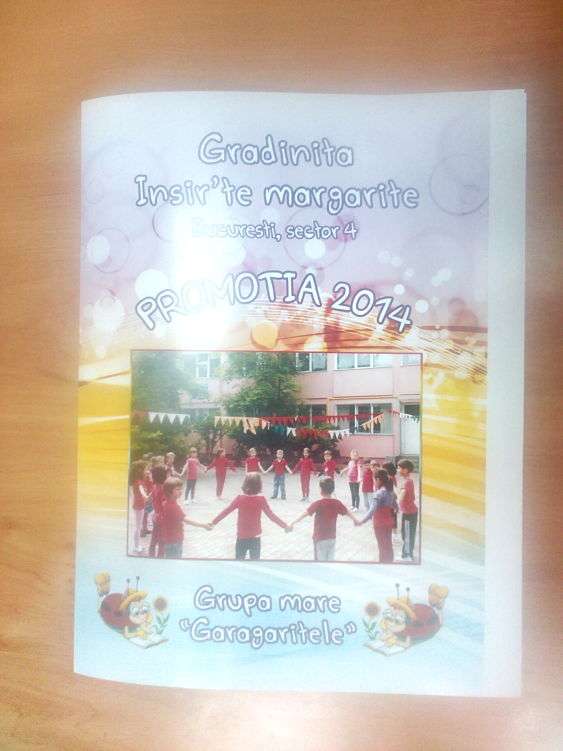 Gradinita
Insir'te margarite
Bucuresti, sector 4
PROMOTIA 2014
Grupa mare
"Garagaritele"